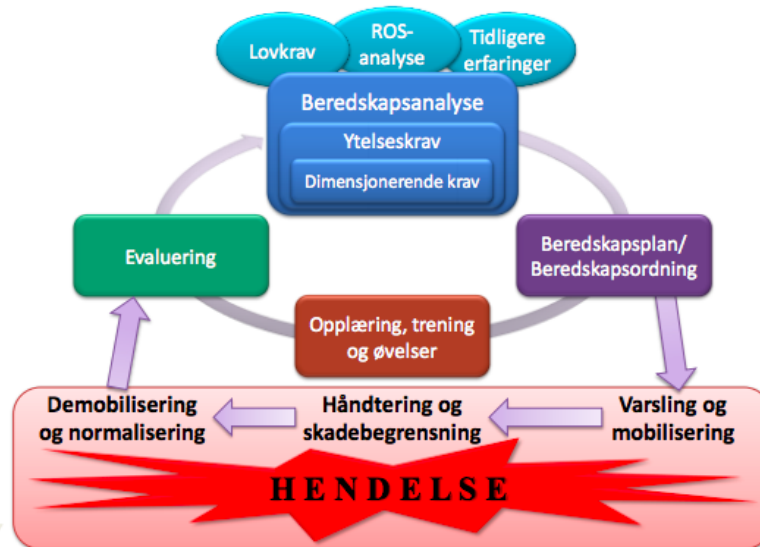 Lovkrav
ROS-
analyse
Tidligere
erfaringer
Beredskapsanalyse
Ytelseskrav
Dimensjonerende krav
Evaluering
Beredskapsplan/
Beredskapsordning
Opplæring, trening
og øvelser
Demobilisering
og normalisering
Håndtering og
skadebegrensning
Varsling og
mobilisering
HENDELSE